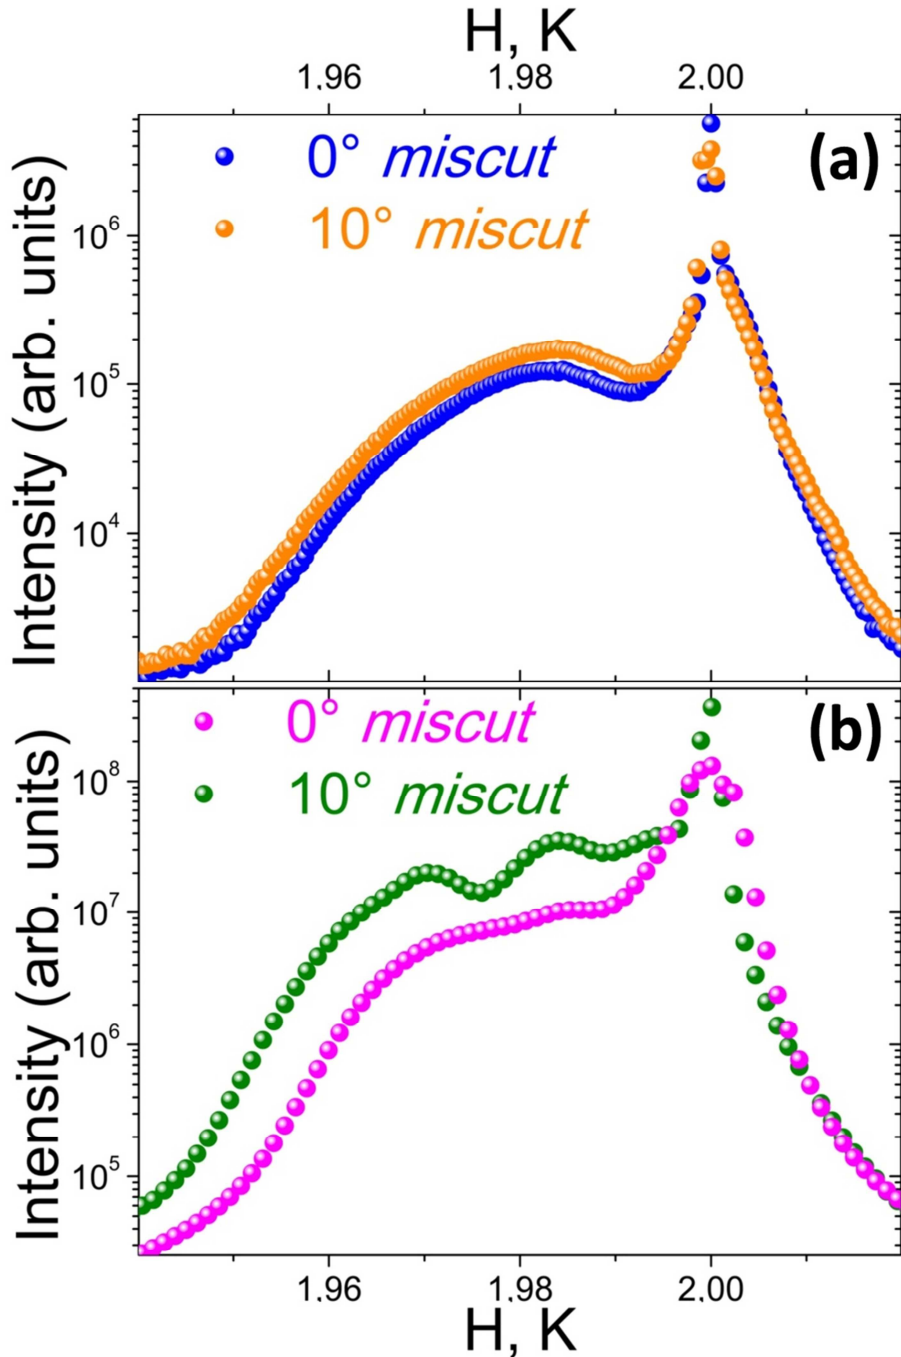 H, K
1,96 1,98 2,00
0° miscut (a)
10° miscut
10⁶
10⁵
10⁴
Intensity (arb. units)
0° miscut (b)
10° miscut
10⁸
10⁷
10⁶
10⁵
Intensity (arb. units)
1,96 1,98 2,00
H, K